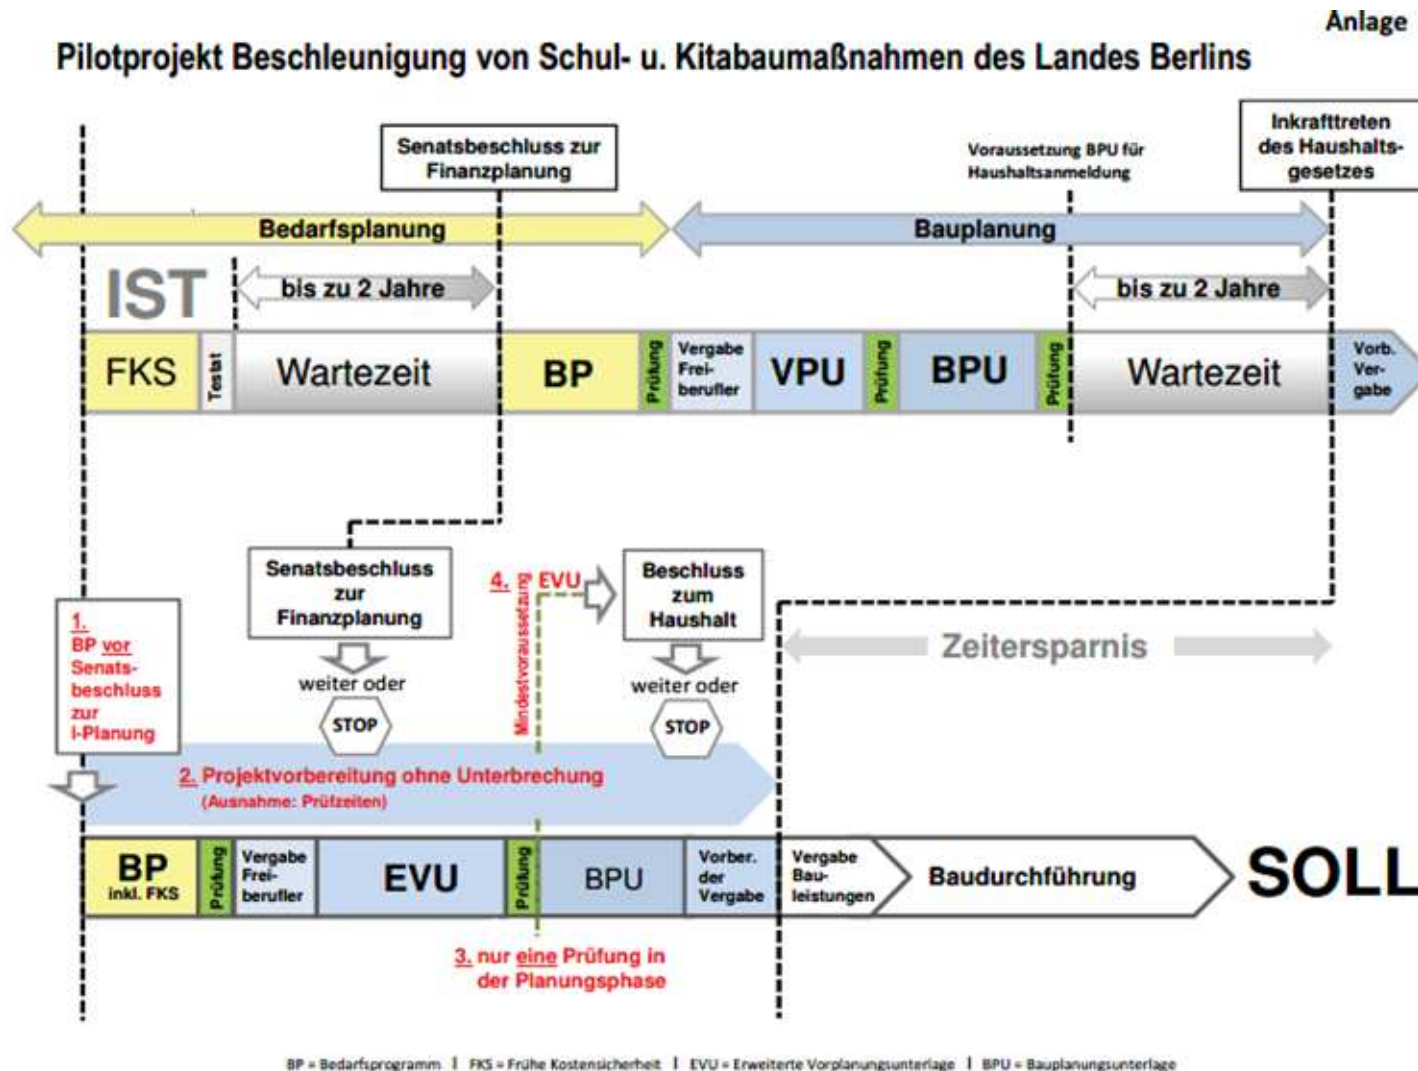 Anlage
Pilotprojekt Beschleunigung von Schul- u. Kitabaumaßnahmen des Landes Berlins
Senatsbeschluss zur
Finanzplanung
Voraussetzung BPU für
Haushaltsanmeldung
Inkrafttreten
des Haushalts-
gesetzes
Bedarfsplanung
Bauplanung
IST
bis zu 2 Jahre
bis zu 2 Jahre
FKS
Testat
Wartezeit
BP
Prüfung
Vergabe
Frei-
berufler
VPU
Prüfung
BPU
Prüfung
Wartezeit
Vorb.
Ver-
gabe
1.
BP vor
Senats-
beschluss
zur
I-Planung
Senatsbeschluss
zur
Finanzplanung
weiter oder
STOP
4.
Mindestvoraussetzung
EVU
Beschluss
zum
Haushalt
weiter oder
STOP
Zeitersparnis
2. Projektvorbereitung ohne Unterbrechung
(Ausnahme: Prüfzeiten)
BP
inkl. FKS
Prüfung
Vergabe
Frei-
berufler
EVU
Prüfung
BPU
Vorber.
der
Vergabe
Vergabe
Bau-
leistungen
Baudurchführung
SOLL
3. nur eine Prüfung in
der Planungsphase
BP = Bedarfsprogramm I FKS = Frühe Kostensicherheit I EVU = Erweiterte Vorplanungsunterlage I BPU = Bauplanungsunterlage